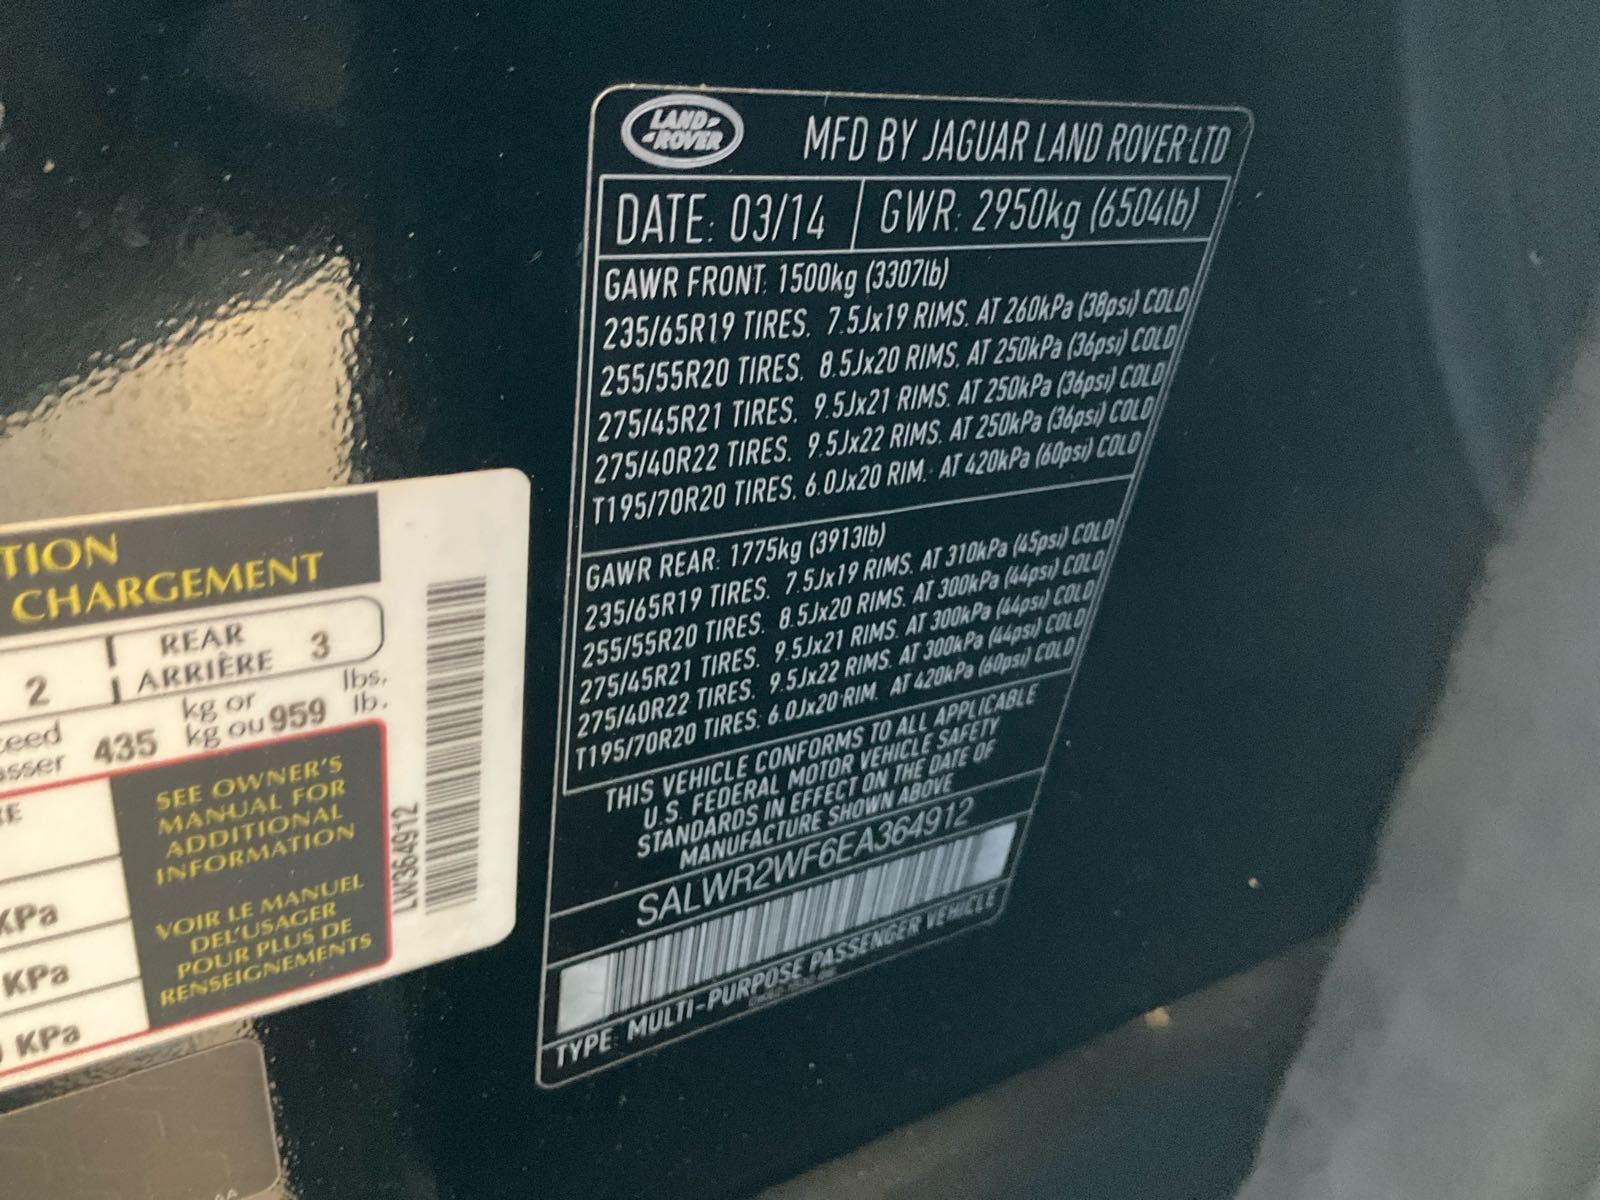 TION
CHARGEMENT
2
REAR
ARRIÈRE
3
435
kg or
kg ou
959
lbs.
lb.
SEE OWNER'S
MANUAL FOR
ADDITIONAL
INFORMATION
VOIR LE MANUEL
DEL'USAGER
POUR PLUS DE
RENSEIGNEMENTS
KPa
KPa
KPa
LW364912
LAND
ROVER
MFD BY JAGUAR LAND ROVER LTD
DATE: 03/14
GWR: 2950kg (6504lb)
GAWR FRONT: 1500kg (3307lb)
235/65R19 TIRES. 7.5Jx19 RIMS. AT 260kPa (38psi) COLD
255/55R20 TIRES. 8.5Jx20 RIMS. AT 250kPa (36psi) COLD
275/45R21 TIRES. 9.5Jx21 RIMS. AT 250kPa (36psi) COLD
275/40R22 TIRES. 9.5Jx22 RIMS. AT 250kPa (36psi) COLD
T195/70R20 TIRES. 6.0Jx20 RIM. AT 420kPa (60psi) COLD
GAWR REAR: 1775kg (3913lb)
235/65R19 TIRES. 7.5Jx19 RIMS. AT 310kPa (45psi) COLD
255/55R20 TIRES. 8.5Jx20 RIMS. AT 300kPa (44psi) COLD
275/45R21 TIRES. 9.5Jx21 RIMS. AT 300kPa (44psi) COLD
275/40R22 TIRES. 9.5Jx22 RIMS. AT 300kPa (44psi) COLD
T195/70R20 TIRES. 6.0Jx20 RIM. AT 420kPa (60psi) COLD
THIS VEHICLE CONFORMS TO ALL APPLICABLE
U.S. FEDERAL MOTOR VEHICLE SAFETY
STANDARDS IN EFFECT ON THE DATE OF
MANUFACTURE SHOWN ABOVE
SALWR2WF6EA364912
TYPE: MULTI-PURPOSE PASSENGER VEHICLE